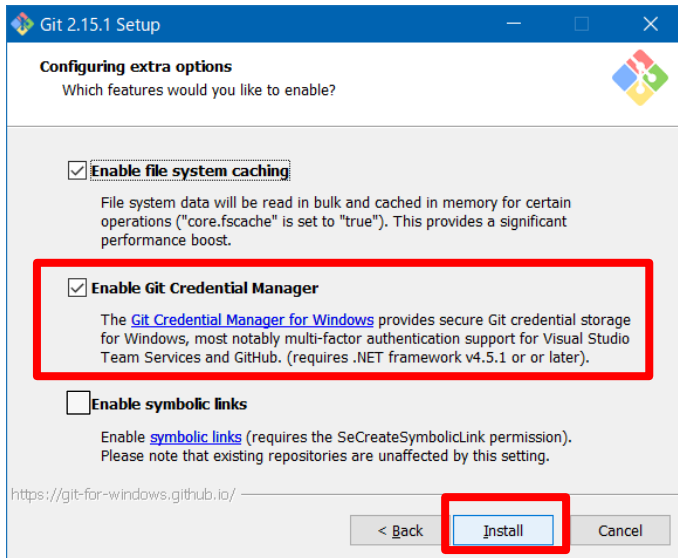 Git 2.15.1 Setup
Configuring extra options
Which features would you like to enable?
Enable file system caching
File system data will be read in bulk and cached in memory for certain
operations ("core.fscache" is set to "true"). This provides a significant
performance boost.
Enable Git Credential Manager
The Git Credential Manager for Windows provides secure Git credential storage
for Windows, most notably multi-factor authentication support for Visual Studio
Team Services and GitHub. (requires .NET framework v4.5.1 or or later).
Enable symbolic links
Enable symbolic links (requires the SeCreateSymbolicLink permission).
Please note that existing repositories are unaffected by this setting.
https://git-for-windows.github.io/
< Back Install Cancel